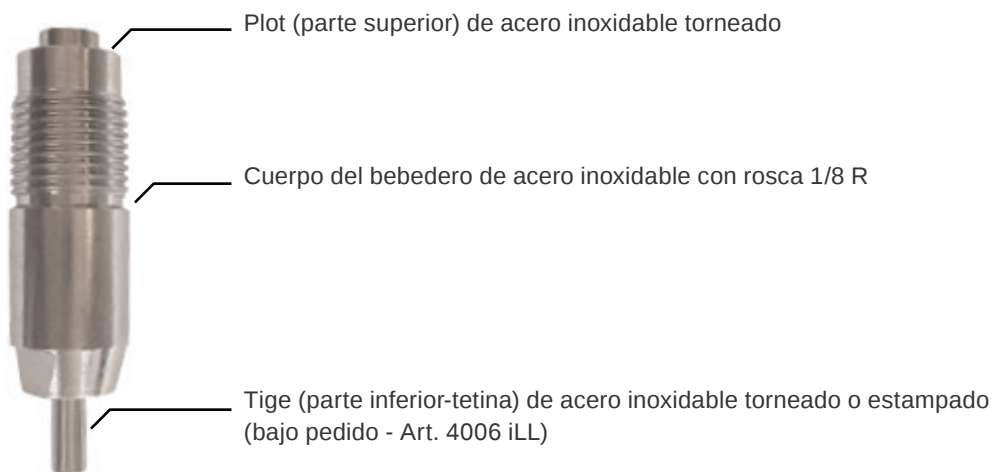 Plot (parte superior) de acero inoxidable torneado
Cuerpo del bebedero de acero inoxidable con rosca 1/8 R
Tige (parte inferior-tetina) de acero inoxidable torneado o estampado
(bajo pedido - Art. 4006 iLL)